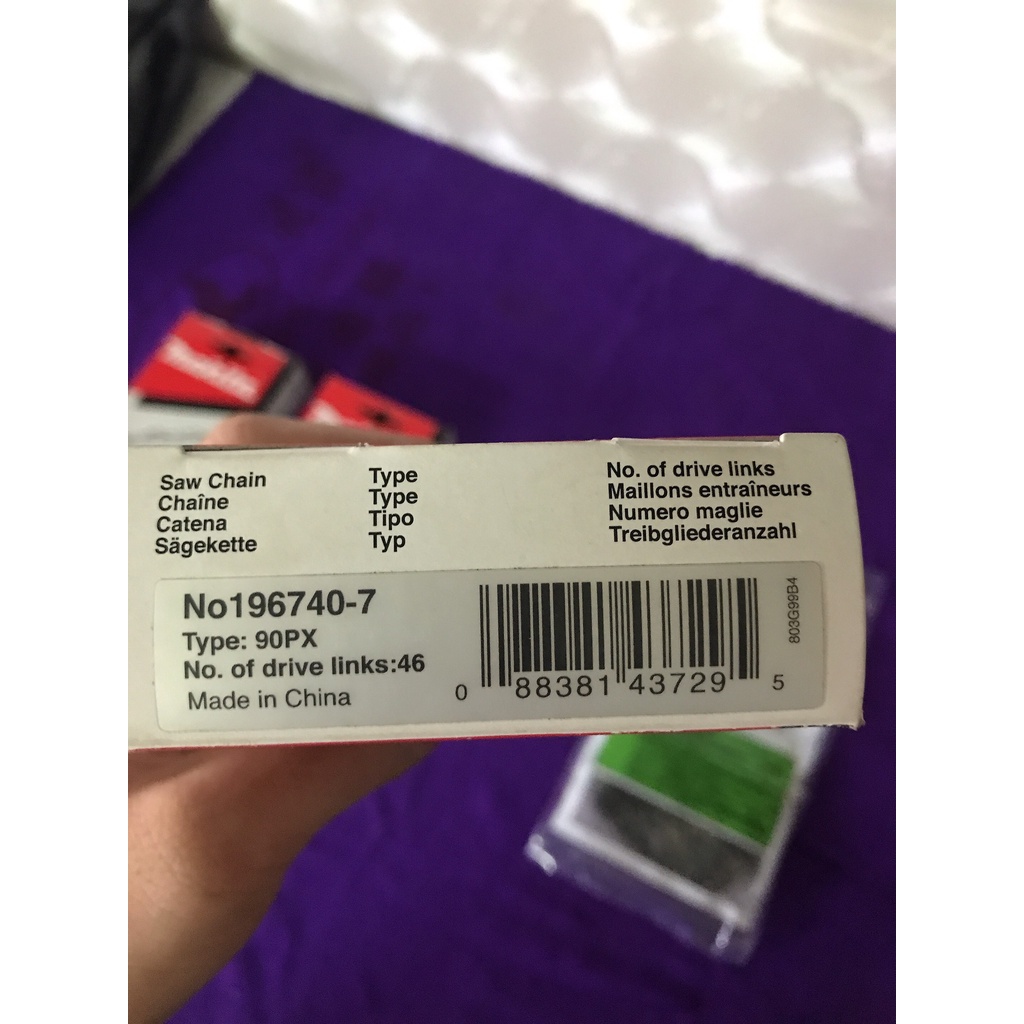 Saw Chain Type No. of drive links
Chaîne Type Maillons entraîneurs
Catena Tipo Numero maglie
Sägekette Typ Treibgliederanzahl
No196740-7
Type: 90PX
No. of drive links:46
Made in China
0 88381 43729 5
803G99B4